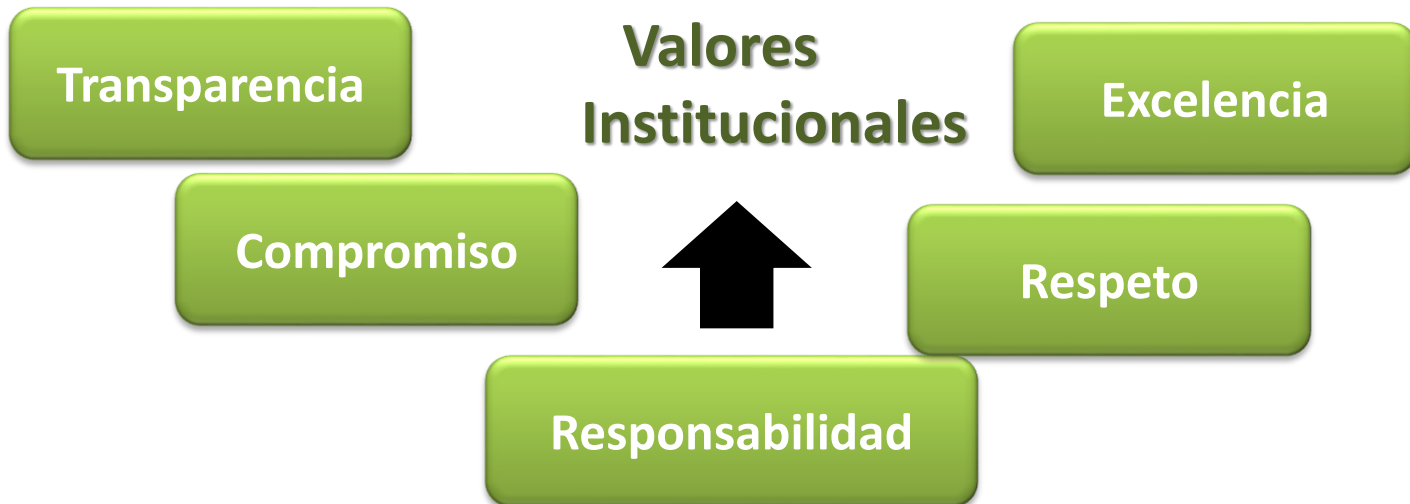 Valores
Institucionales
Transparencia
Excelencia
Compromiso
Respeto
Responsabilidad